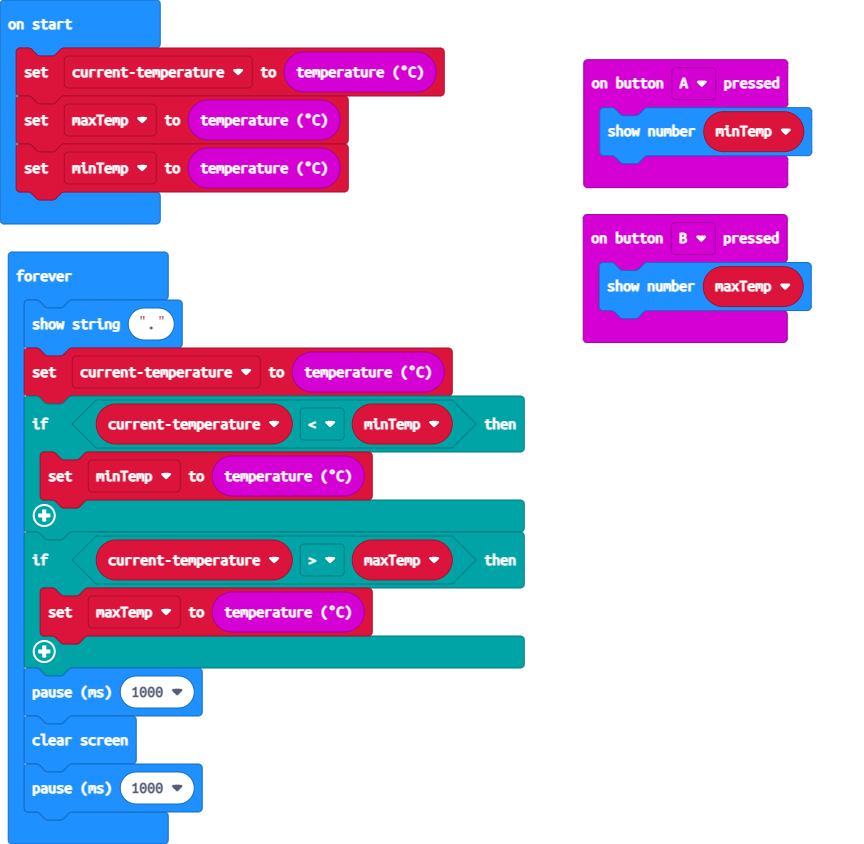 on start
set current-temperature to temperature (°C)
set maxTemp to temperature (°C)
set minTemp to temperature (°C)
on button A pressed
show number minTemp
on button B pressed
show number maxTemp
forever
show string "."
set current-temperature to temperature (°C)
if current-temperature < minTemp then
set minTemp to temperature (°C)
if current-temperature > maxTemp then
set maxTemp to temperature (°C)
pause (ms) 1000
clear screen
pause (ms) 1000